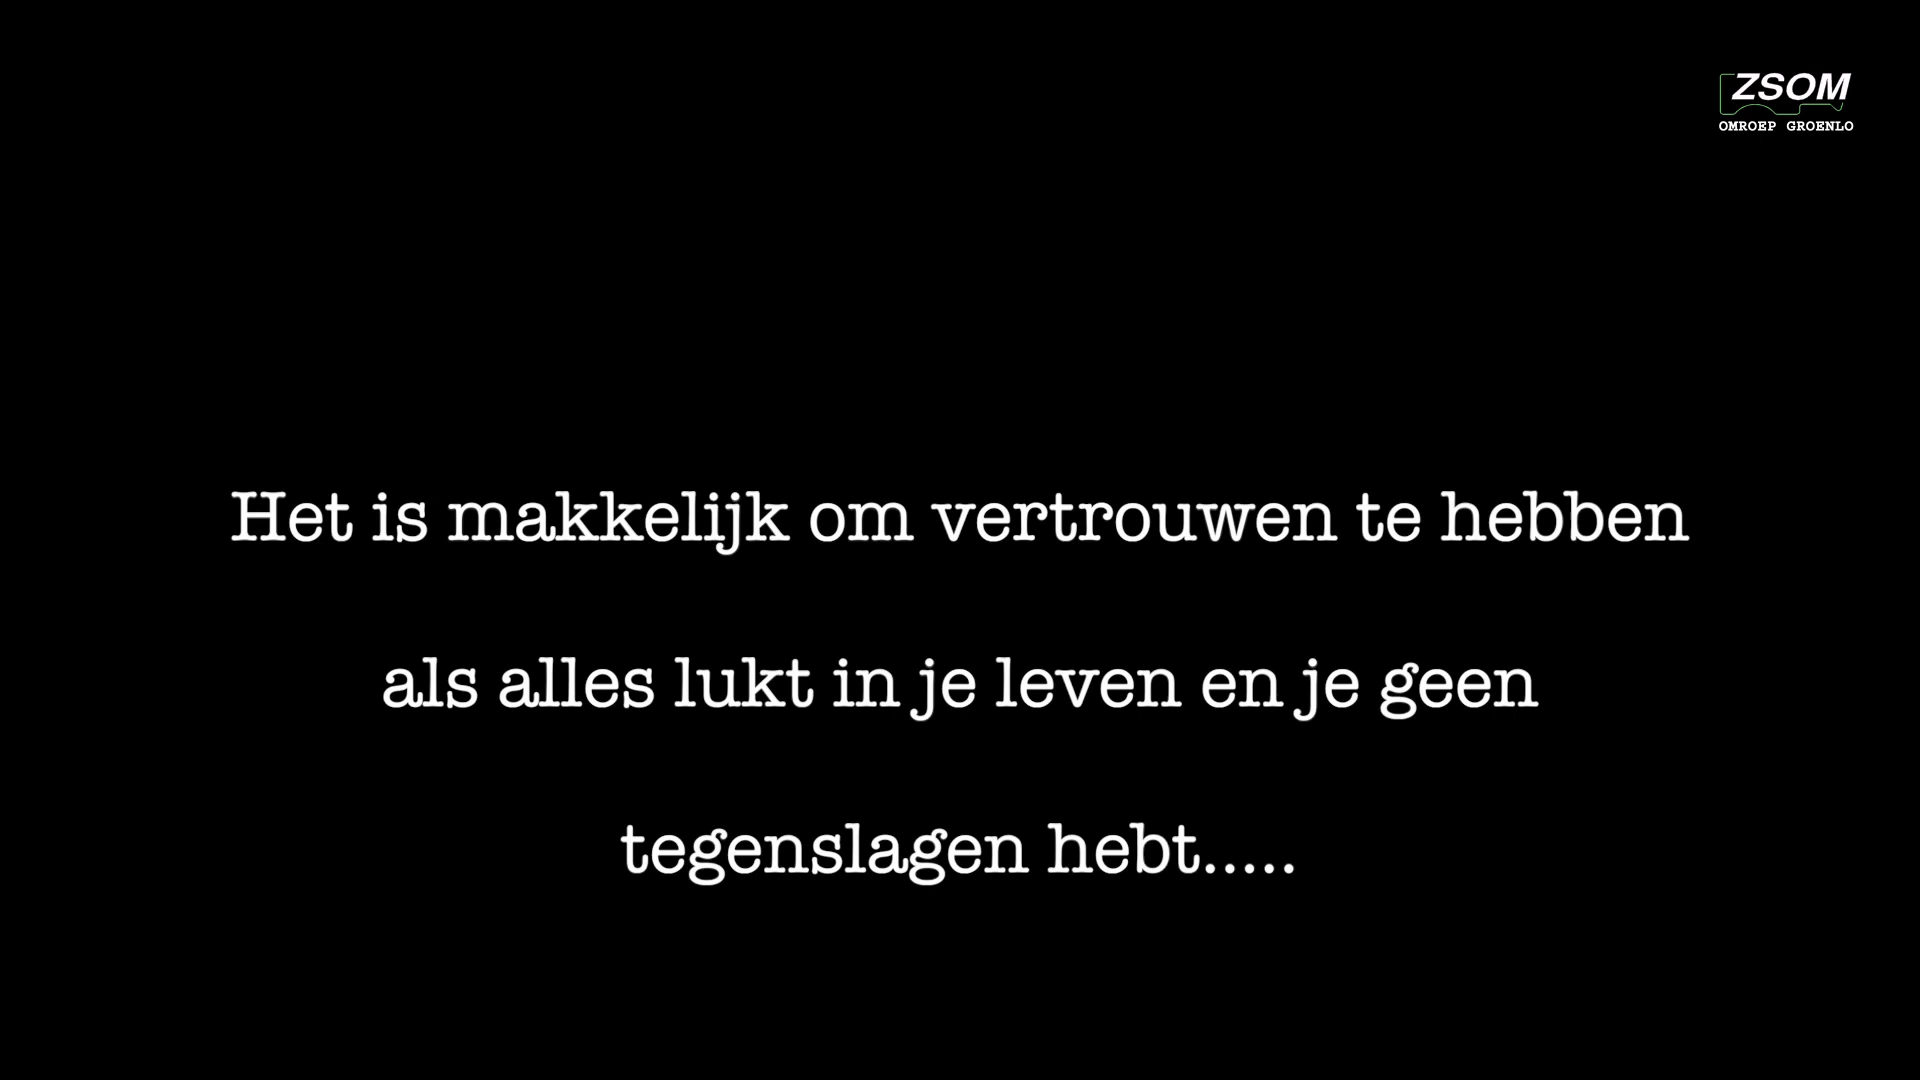 ZSOM
OMROEP GROENLO
Het is makkelijk om vertrouwen te hebben
als alles lukt in je leven en je geen
tegenslagen hebt.....